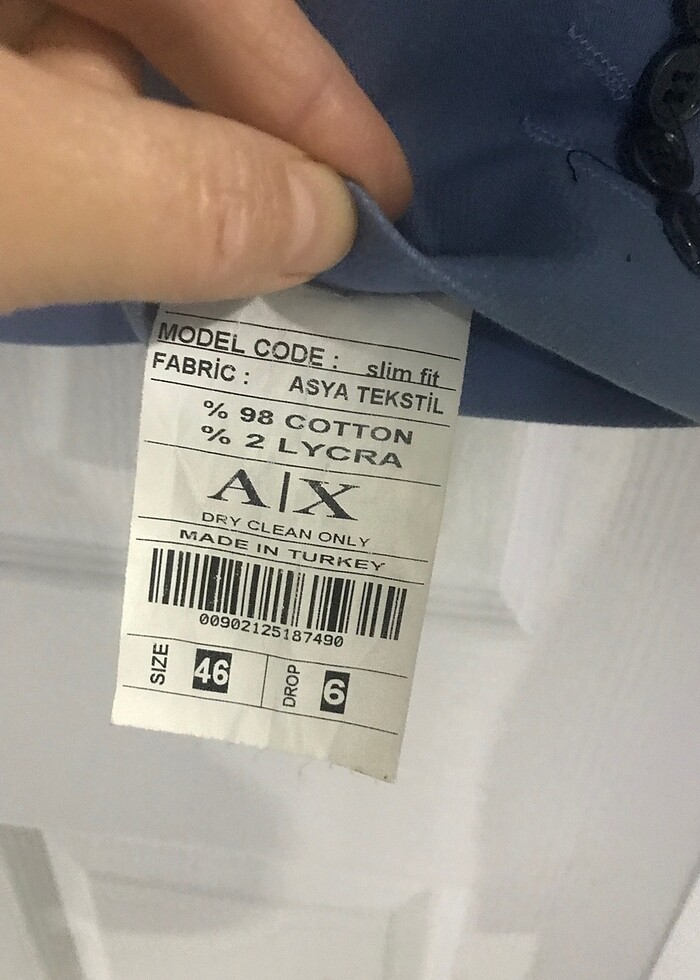 MODEL CODE : slim fit
FABRİC : ASYA TEKSTİL
% 98 COTTON
% 2 LYCRA
A|X
DRY CLEAN ONLY
MADE IN TURKEY
00902125187490
SIZE 46 DROP 6